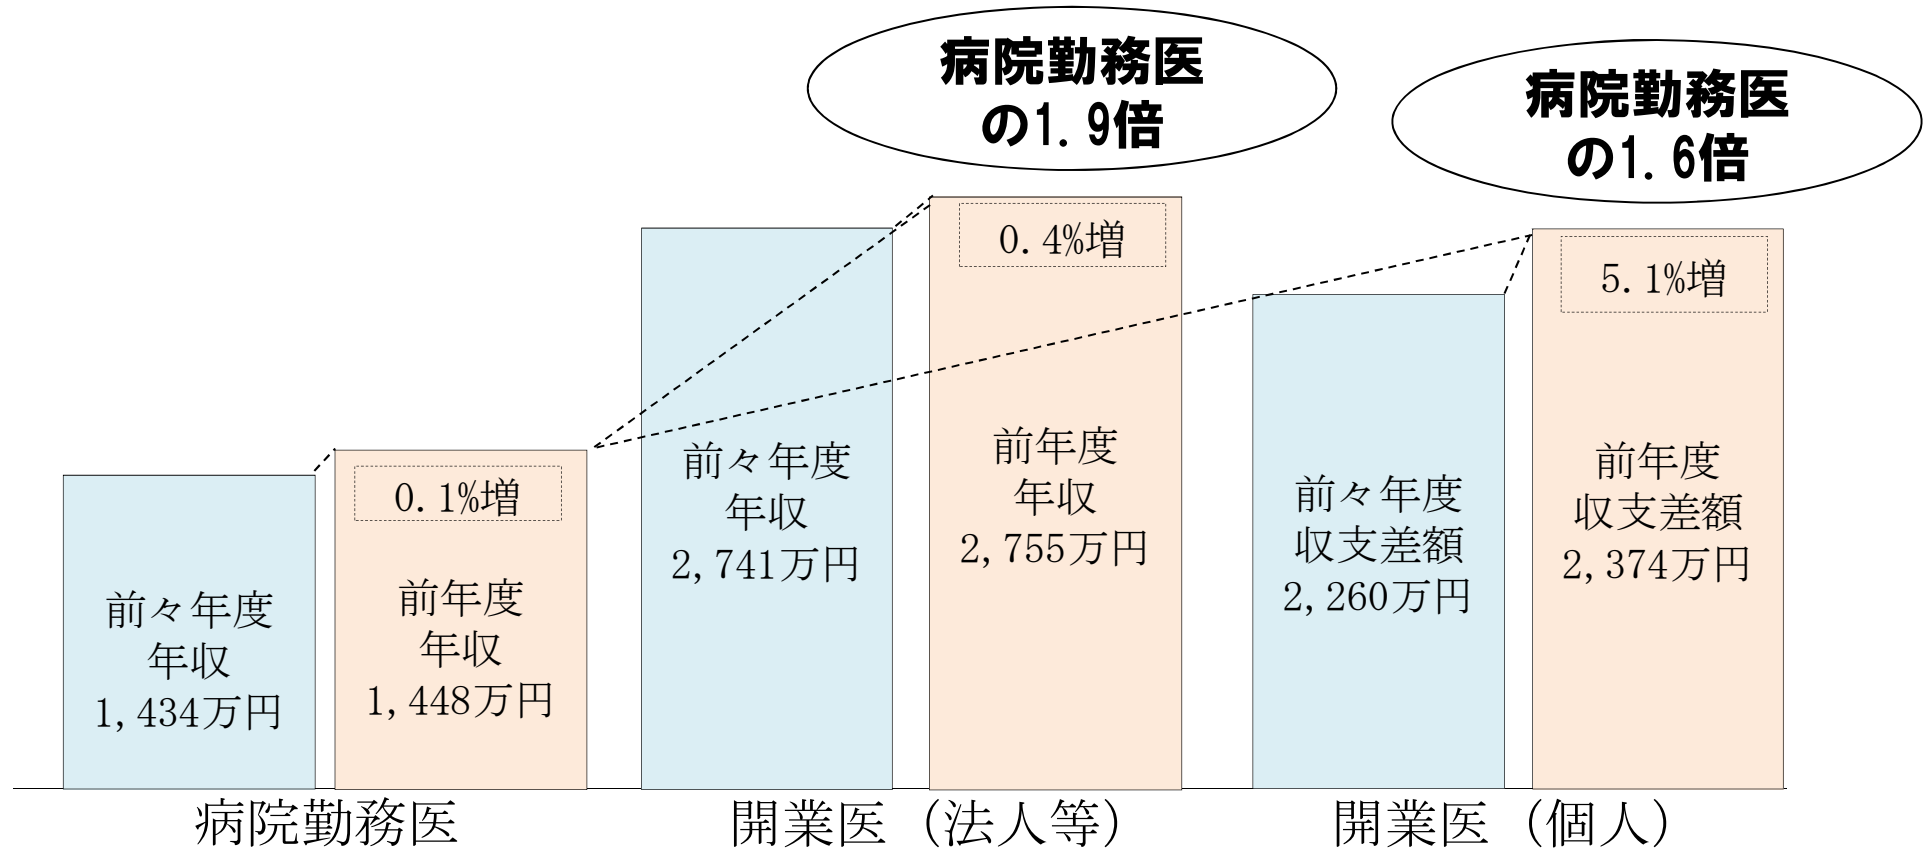 病院勤務医
の1.9倍
病院勤務医
の1.6倍
0.1%増
0.4%増
5.1%増
前々年度
年収
1,434万円
前年度
年収
1,448万円
前々年度
年収
2,741万円
前年度
年収
2,755万円
前々年度
収支差額
2,260万円
前年度
収支差額
2,374万円
病院勤務医
開業医（法人等）
開業医（個人）